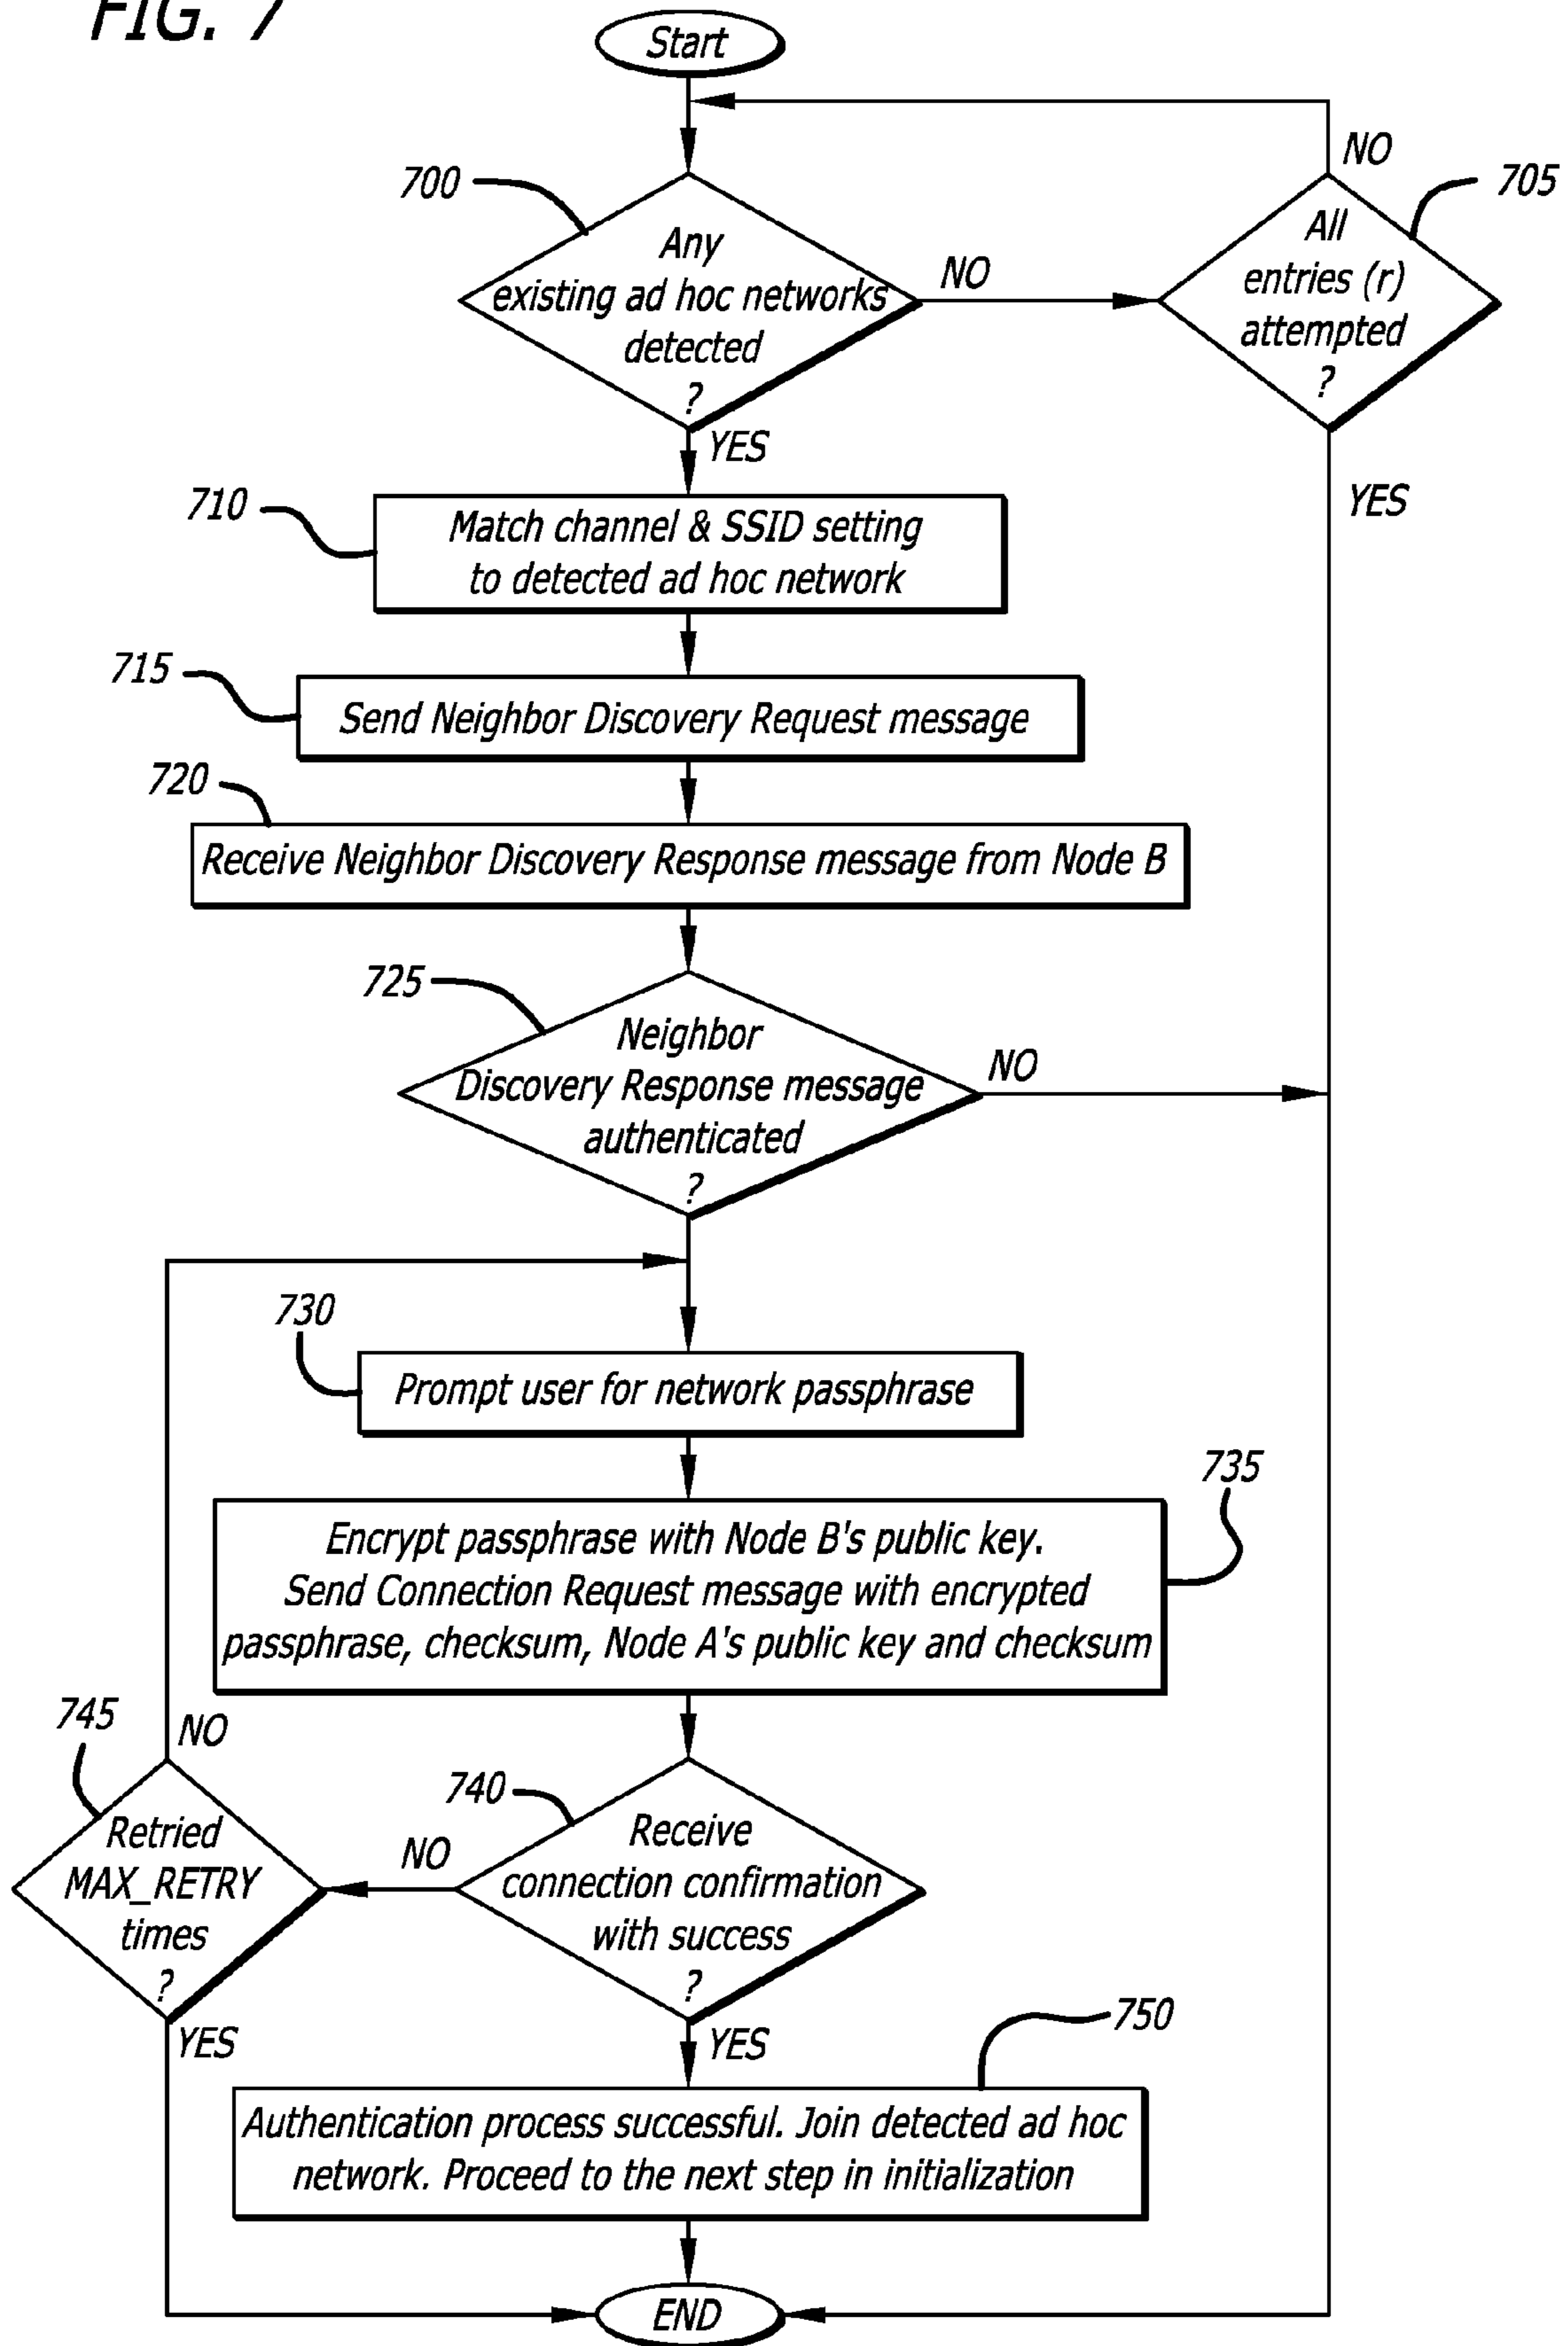 FIG. 7
Start
NO
700
705
Any
existing ad hoc networks
detected
?
NO
All
entries (r)
attempted
?
YES
YES
710
Match channel & SSID setting
to detected ad hoc network
715
Send Neighbor Discovery Request message
720
Receive Neighbor Discovery Response message from Node B
725
Neighbor
Discovery Response message
authenticated
?
NO
730
Prompt user for network passphrase
735
Encrypt passphrase with Node B's public key.
Send Connection Request message with encrypted
passphrase, checksum, Node A's public key and checksum
745
NO
740
Retried
MAX_RETRY
times
?
NO
Receive
connection confirmation
with success
?
YES
YES
750
Authentication process successful. Join detected ad hoc
network. Proceed to the next step in initialization
END